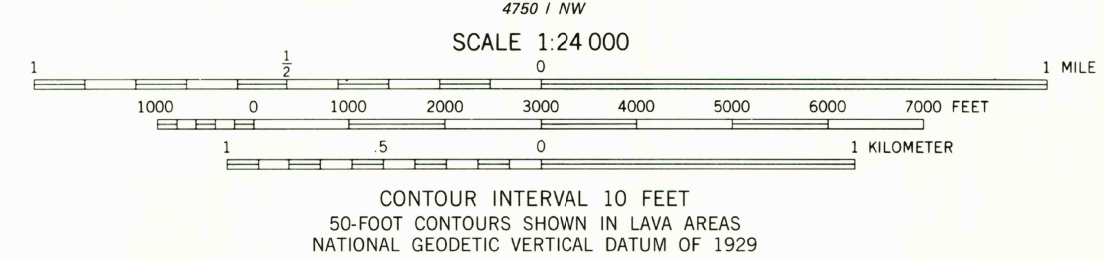 4750 I NW
SCALE 1:24 000
1 1/2 0 1 MILE
1000 0 1000 2000 3000 4000 5000 6000 7000 FEET
1 .5 0 1 KILOMETER
CONTOUR INTERVAL 10 FEET
50-FOOT CONTOURS SHOWN IN LAVA AREAS
NATIONAL GEODETIC VERTICAL DATUM OF 1929